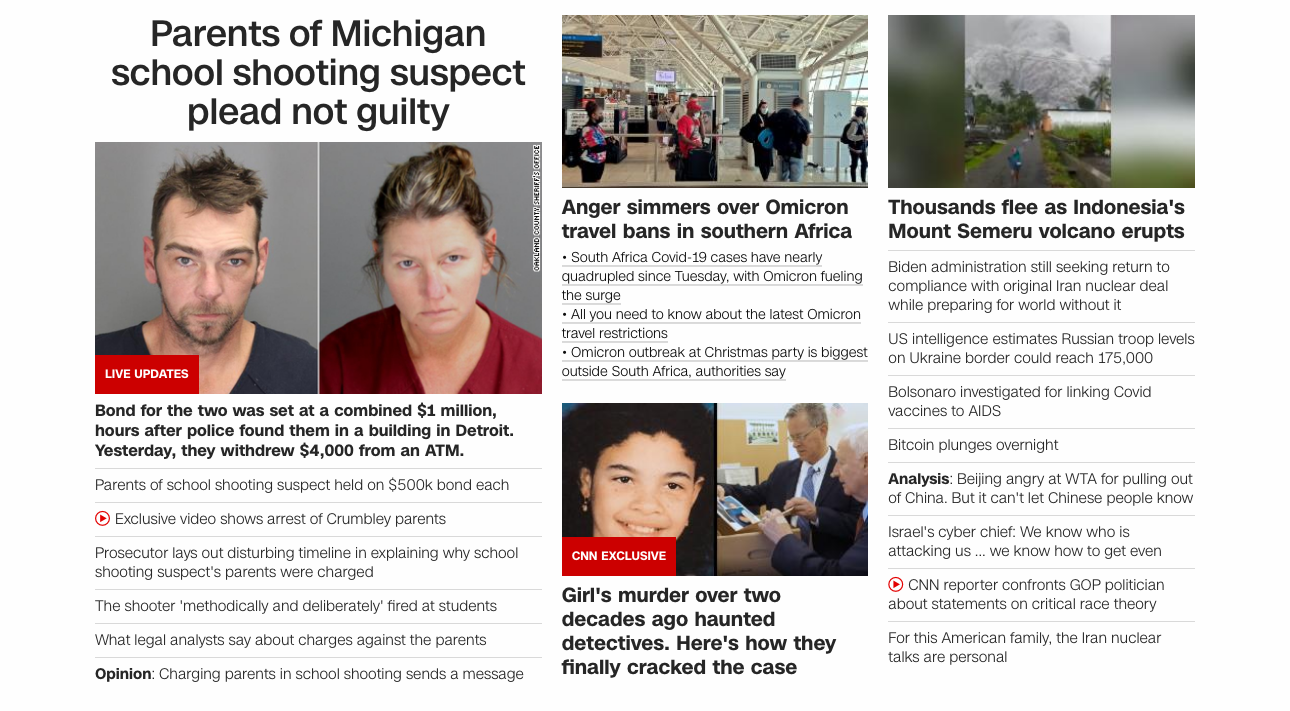 Parents of Michigan
school shooting suspect
plead not guilty
OAKLAND COUNTY SHERIFF'S OFFICE
LIVE UPDATES
Bond for the two was set at a combined $1 million,
hours after police found them in a building in Detroit.
Yesterday, they withdrew $4,000 from an ATM.
Parents of school shooting suspect held on $500k bond each
Exclusive video shows arrest of Crumbley parents
Prosecutor lays out disturbing timeline in explaining why school
shooting suspect's parents were charged
The shooter 'methodically and deliberately' fired at students
What legal analysts say about charges against the parents
Opinion: Charging parents in school shooting sends a message
Anger simmers over Omicron
travel bans in southern Africa
• South Africa Covid-19 cases have nearly
quadrupled since Tuesday, with Omicron fueling
the surge
• All you need to know about the latest Omicron
travel restrictions
• Omicron outbreak at Christmas party is biggest
outside South Africa, authorities say
CNN EXCLUSIVE
Girl's murder over two
decades ago haunted
detectives. Here's how they
finally cracked the case
Thousands flee as Indonesia's
Mount Semeru volcano erupts
Biden administration still seeking return to
compliance with original Iran nuclear deal
while preparing for world without it
US intelligence estimates Russian troop levels
on Ukraine border could reach 175,000
Bolsonaro investigated for linking Covid
vaccines to AIDS
Bitcoin plunges overnight
Analysis: Beijing angry at WTA for pulling out
of China. But it can't let Chinese people know
Israel's cyber chief: We know who is
attacking us ... we know how to get even
CNN reporter confronts GOP politician
about statements on critical race theory
For this American family, the Iran nuclear
talks are personal